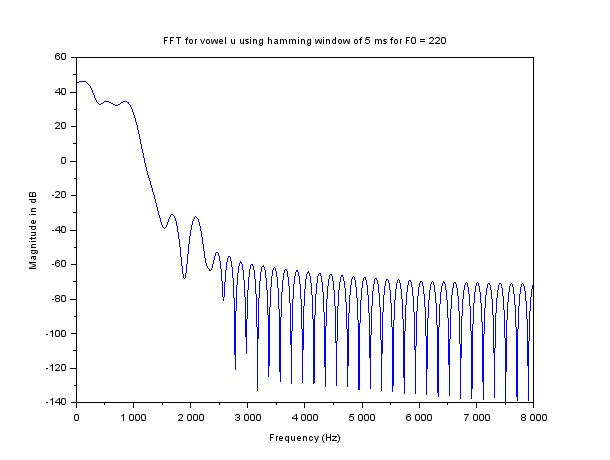 FFT for vowel u using hamming window of 5 ms for F0 = 220
60
40
20
0
-20
-40
-60
-80
-100
-120
-140
Magnitude in dB
0 1 000 2 000 3 000 4 000 5 000 6 000 7 000 8 000
Frequency (Hz)